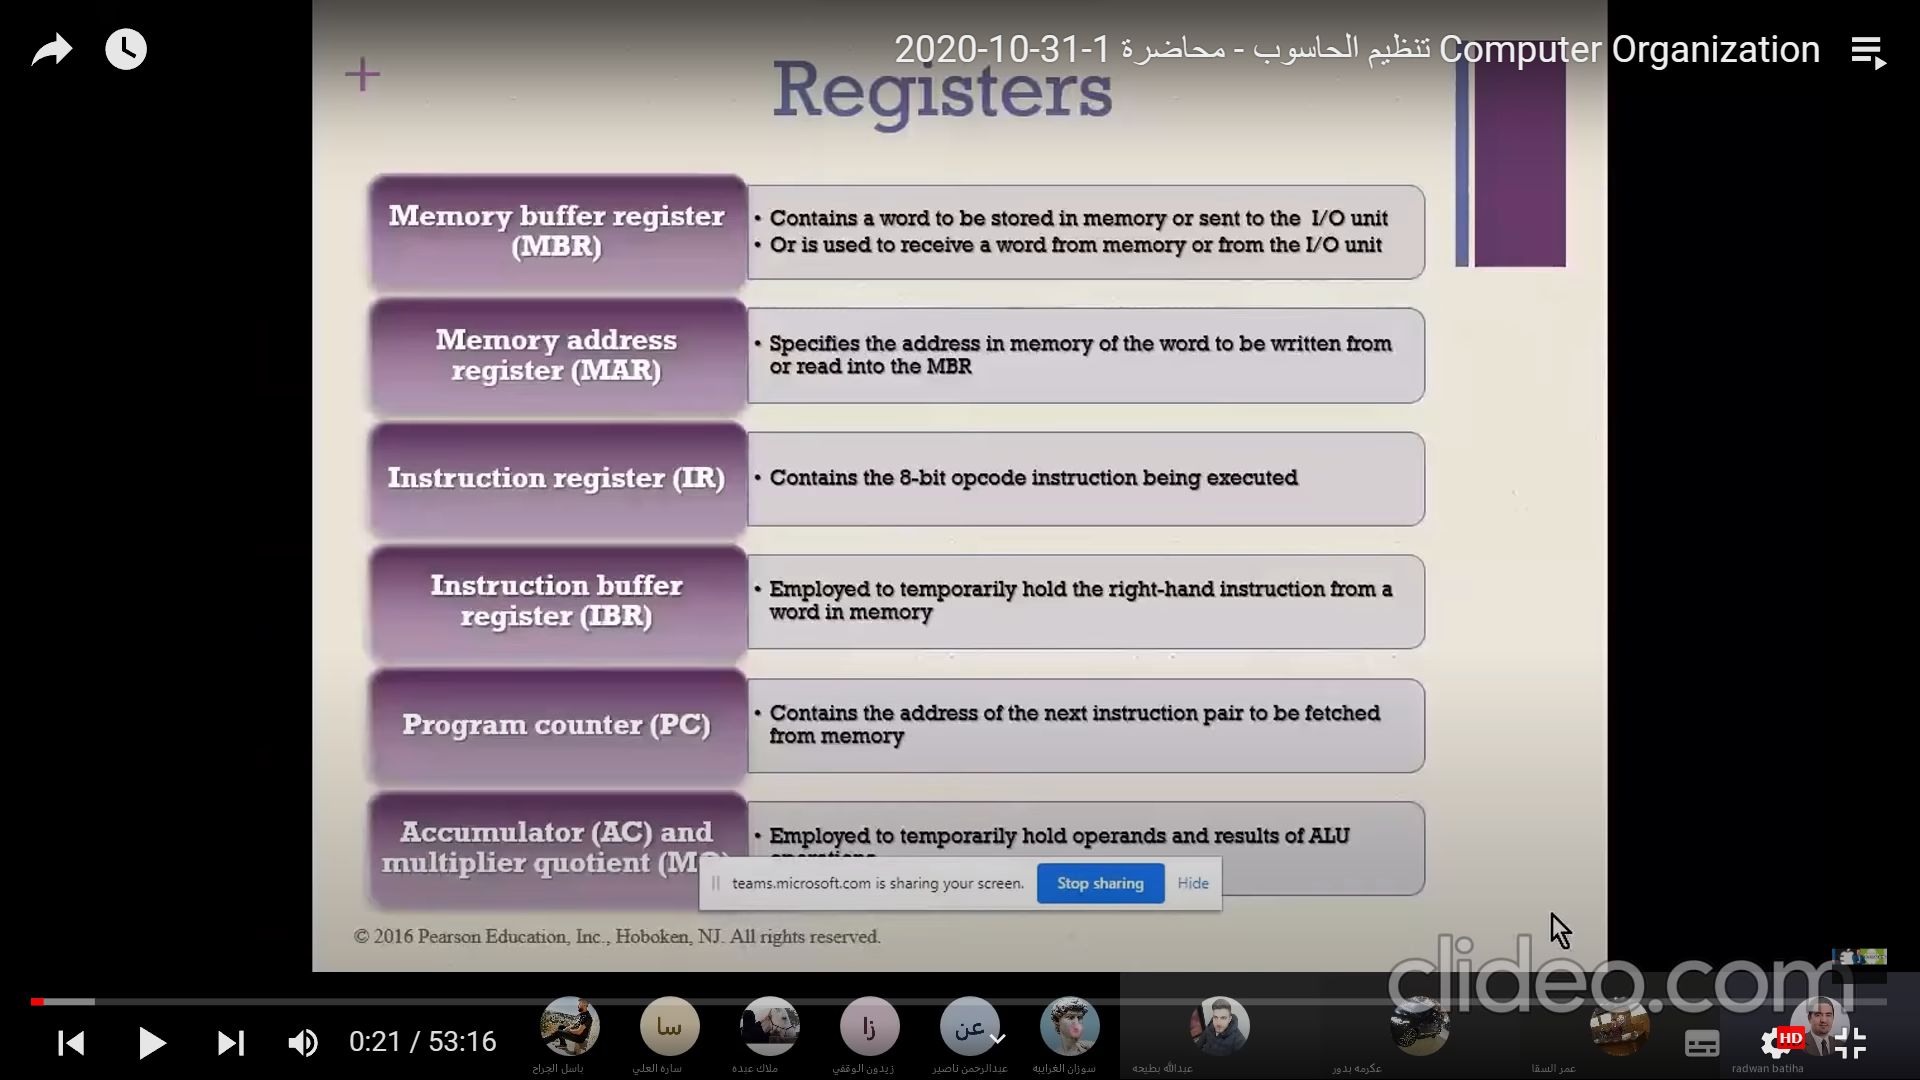 Computer Organization تنظيم الحاسوب - محاضرة 1-31-10-2020
+
Registers
Memory buffer register
(MBR)
• Contains a word to be stored in memory or sent to the I/O unit
• Or is used to receive a word from memory or from the I/O unit
Memory address
register (MAR)
• Specifies the address in memory of the word to be written from
or read into the MBR
Instruction register (IR)
• Contains the 8-bit opcode instruction being executed
Instruction buffer
register (IBR)
• Employed to temporarily hold the right-hand instruction from a
word in memory
Program counter (PC)
• Contains the address of the next instruction pair to be fetched
from memory
Accumulator (AC) and
multiplier quotient
• Employed to temporarily hold operands and results of ALU
teams.microsoft.com is sharing your screen.
Stop sharing
Hide
© 2016 Pearson Education, Inc., Hoboken, NJ. All rights reserved.
clideo.com
0:21 / 53:16
سا
زا
عن
HD
باسل الجراح
ساره العلي
ملاك عبده
زيدون الوقفي
عبدالرحمن ناصير
سوزان الغرايبه
عبدالله بطيحه
عكرمه بدور
عمر السقا
radwan batiha